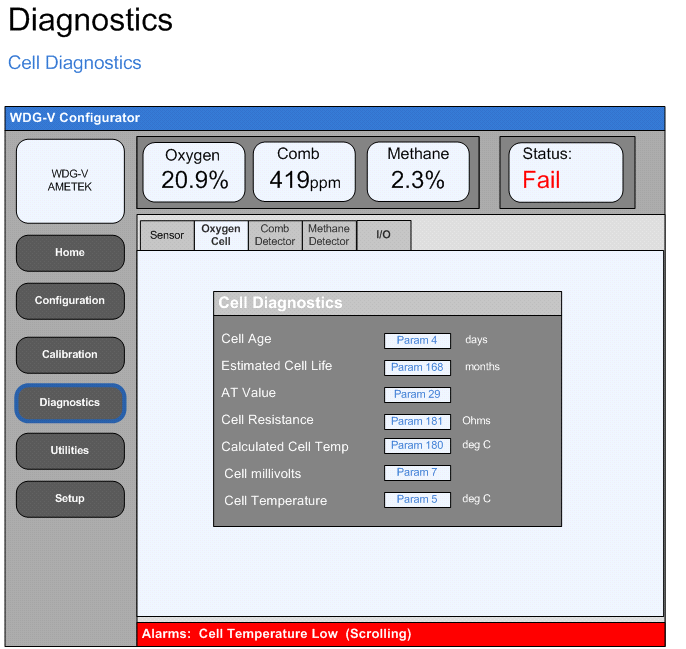 Diagnostics
Cell Diagnostics
WDG-V Configurator
WDG-V
AMETEK
Oxygen
20.9%
Comb
419ppm
Methane
2.3%
Status:
Fail
Home
Configuration
Calibration
Diagnostics
Utilities
Setup
Sensor
Oxygen
Cell
Comb
Detector
Methane
Detector
I/O
Cell Diagnostics
Cell Age Param 4 days
Estimated Cell Life Param 168 months
AT Value Param 29
Cell Resistance Param 181 Ohms
Calculated Cell Temp Param 180 deg C
Cell millivolts Param 7
Cell Temperature Param 5 deg C
Alarms: Cell Temperature Low (Scrolling)